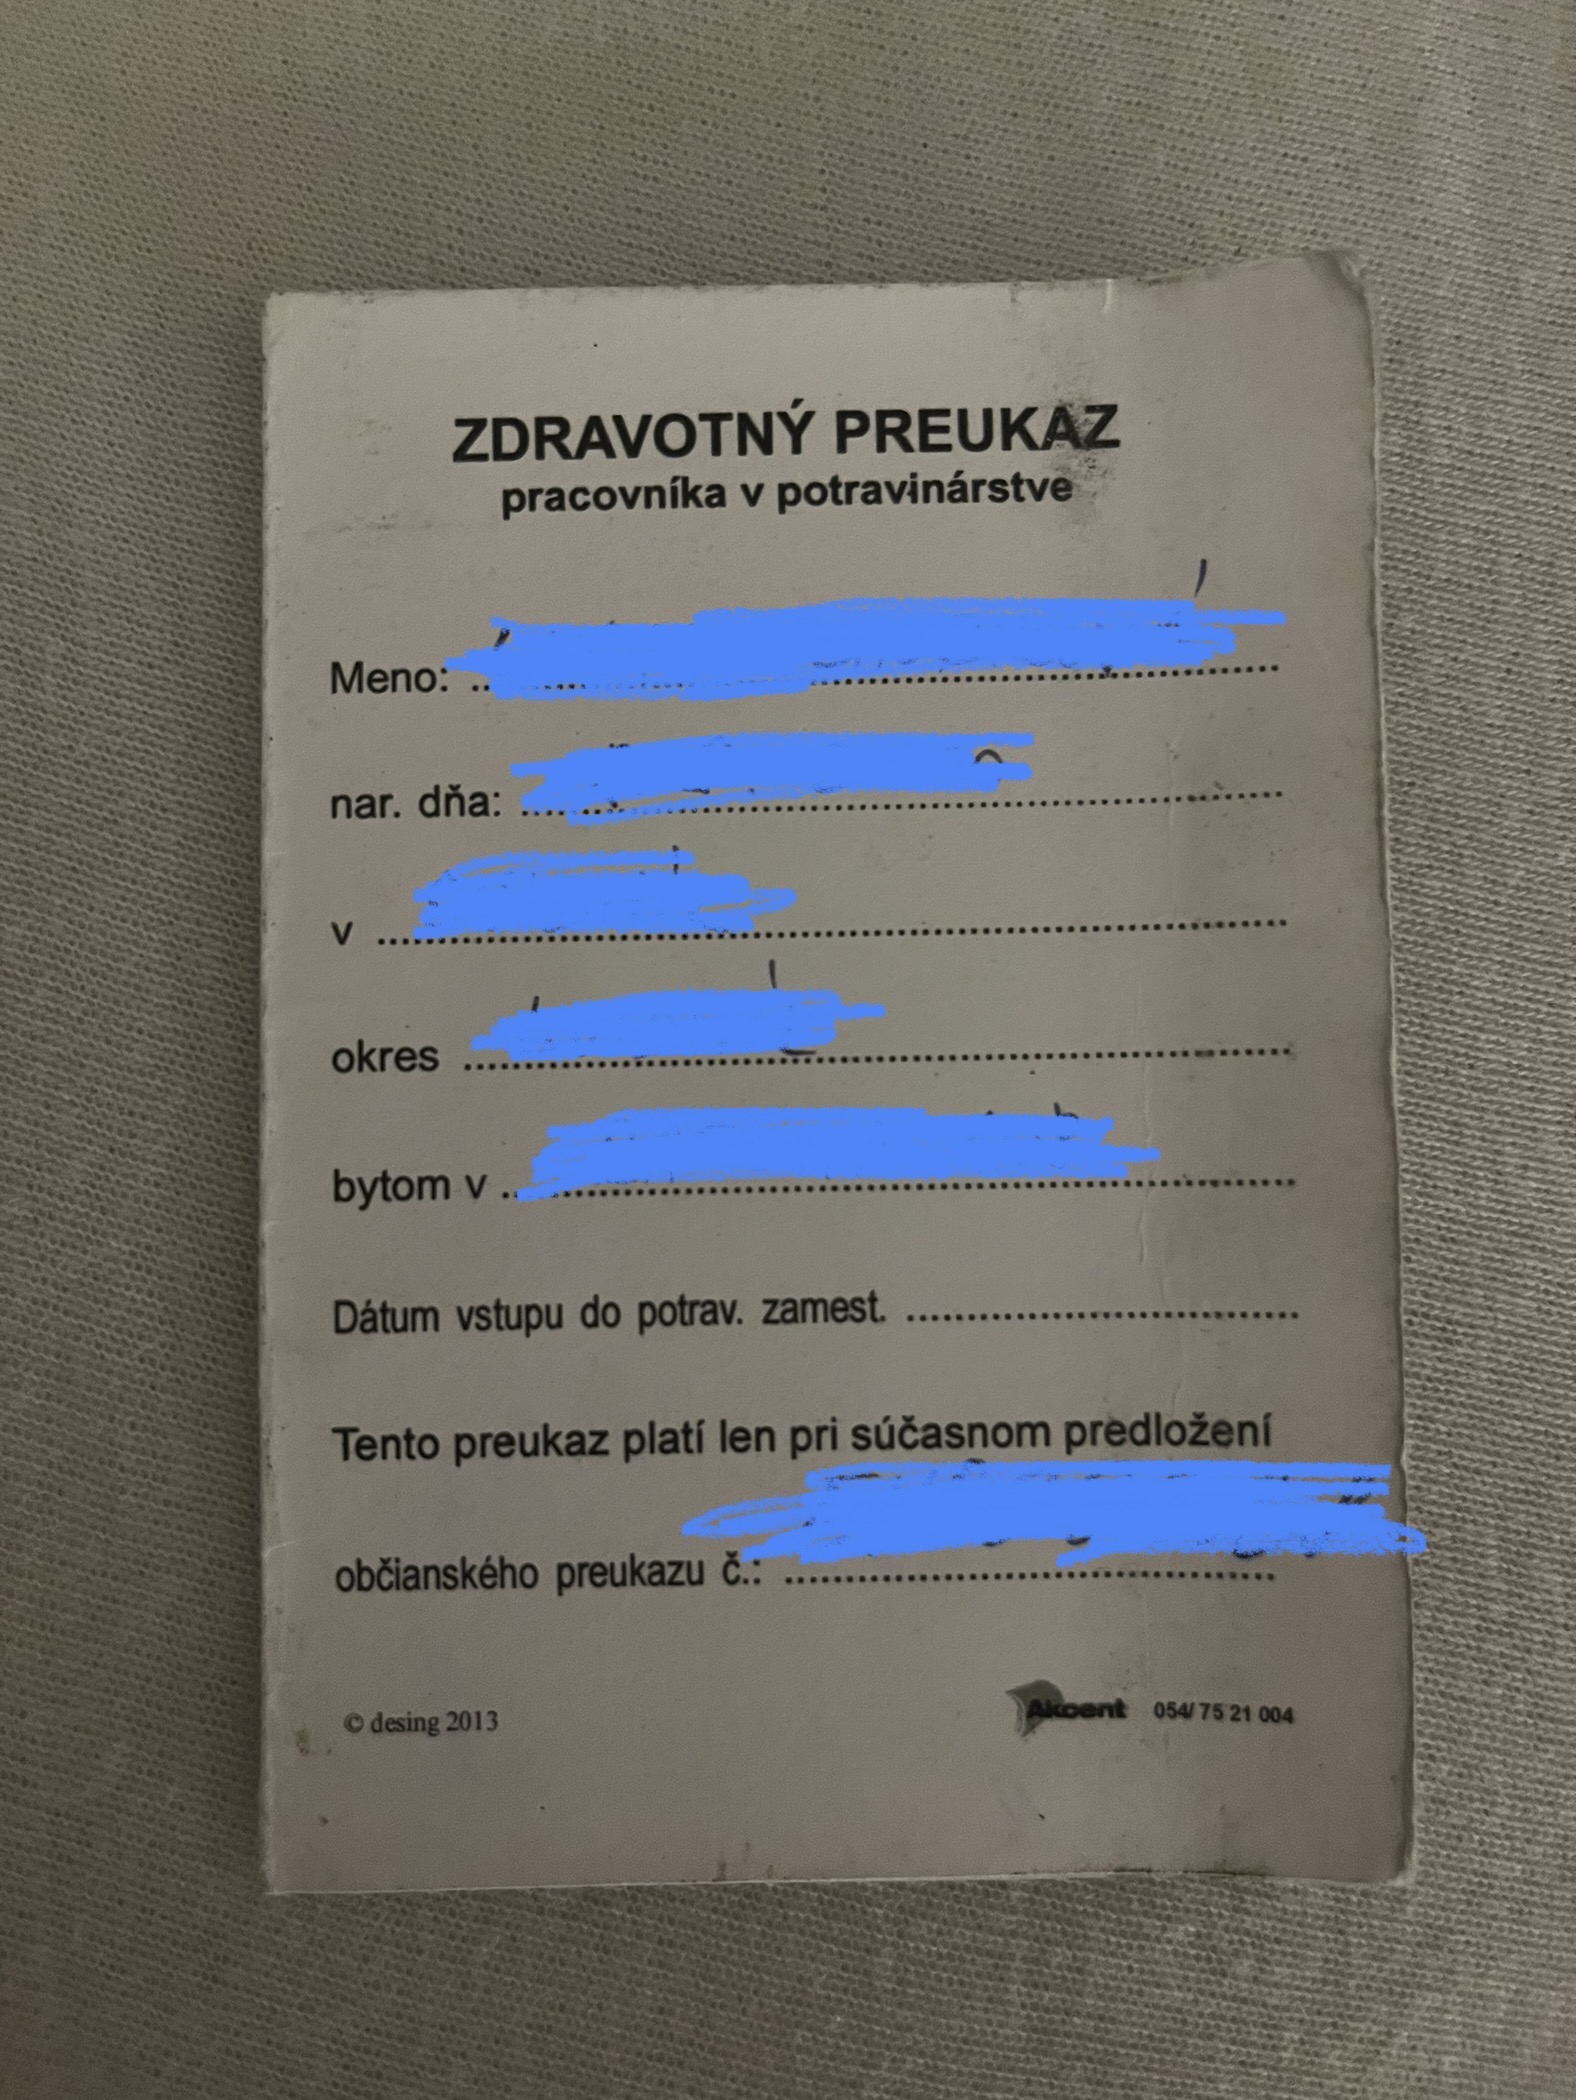 ZDRAVOTNÝ PREUKAZ
pracovníka v potravinárstve
Meno:
nar. dňa:
v
okres
bytom v
Dátum vstupu do potrav. zamest.
Tento preukaz platí len pri súčasnom predložení
občianského preukazu č.:
© desing 2013
Akcent 054/ 75 21 004